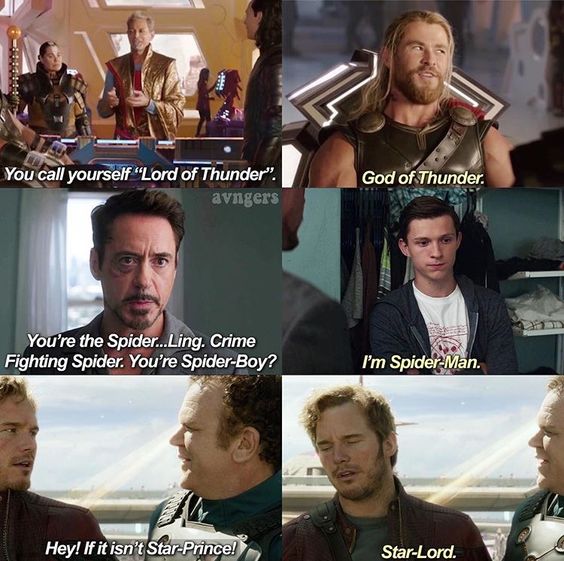 You call yourself “Lord of Thunder”.
God of Thunder.
avngers
You're the Spider...Ling. Crime
Fighting Spider. You're Spider-Boy?
I'm Spider-Man.
Hey! If it isn't Star-Prince!
Star-Lord.